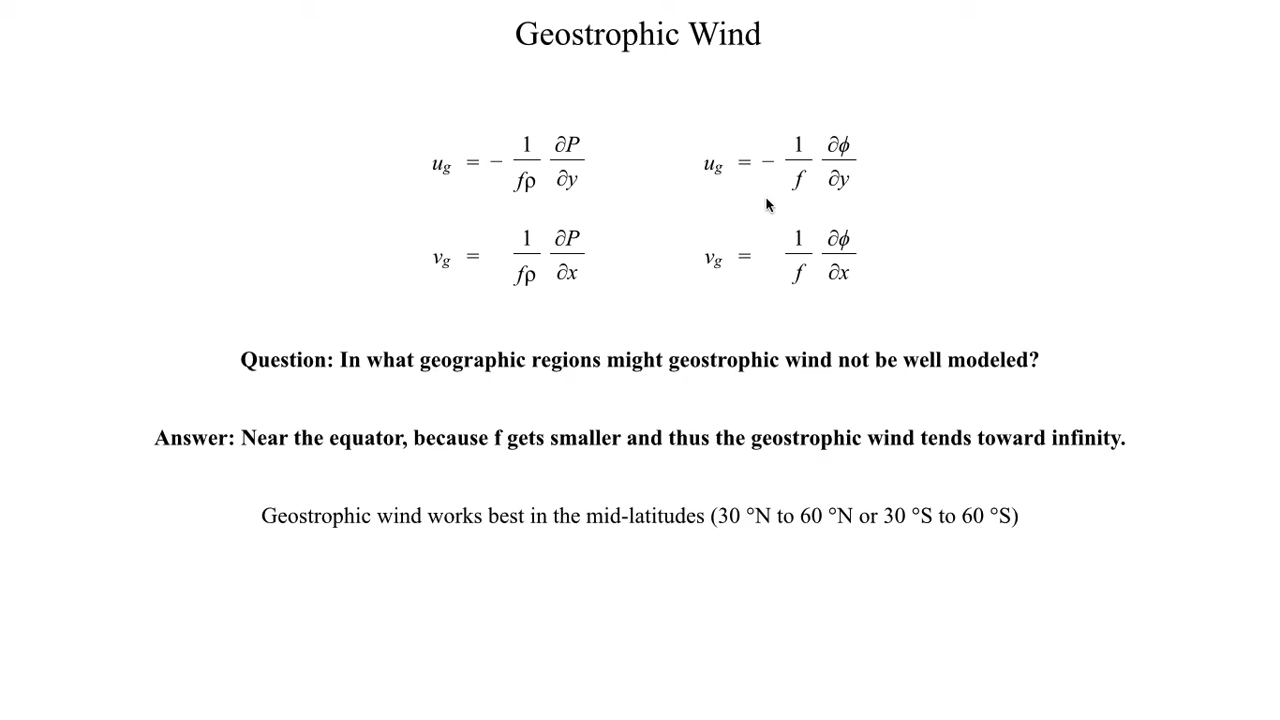 Geostrophic Wind
u_g = − 1/(fρ) ∂P/∂y    u_g = − 1/f ∂ϕ/∂y
v_g = 1/(fρ) ∂P/∂x    v_g = 1/f ∂ϕ/∂x
Question: In what geographic regions might geostrophic wind not be well modeled?
Answer: Near the equator, because f gets smaller and thus the geostrophic wind tends toward infinity.
Geostrophic wind works best in the mid-latitudes (30 °N to 60 °N or 30 °S to 60 °S)